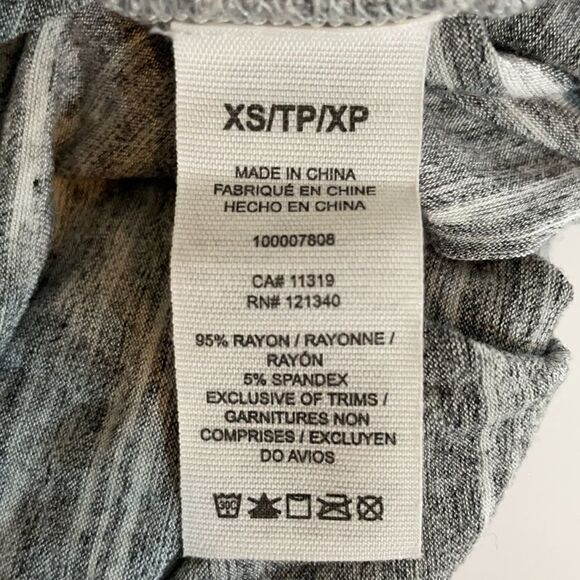 XS/TP/XP
MADE IN CHINA
FABRIQUÉ EN CHINE
HECHO EN CHINA
100007808
CA# 11319
RN# 121340
95% RAYON / RAYONNE /
RAYÓN
5% SPANDEX
EXCLUSIVE OF TRIMS /
GARNITURES NON
COMPRISES / EXCLUYEN
DO AVIOS
30C